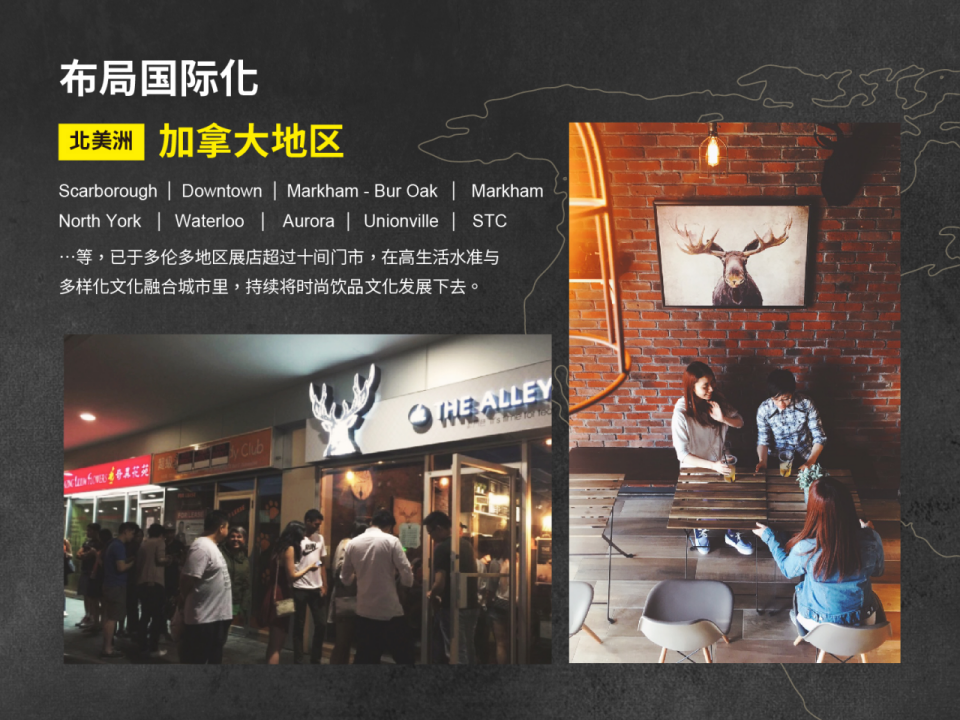 布局国际化
北美洲 加拿大地区
Scarborough | Downtown | Markham - Bur Oak | Markham
North York | Waterloo | Aurora | Unionville | STC
…等，已于多伦多地区展店超过十间门市，在高生活水准与
多样化文化融合城市里，持续将时尚饮品文化发展下去。
THE ALLEY